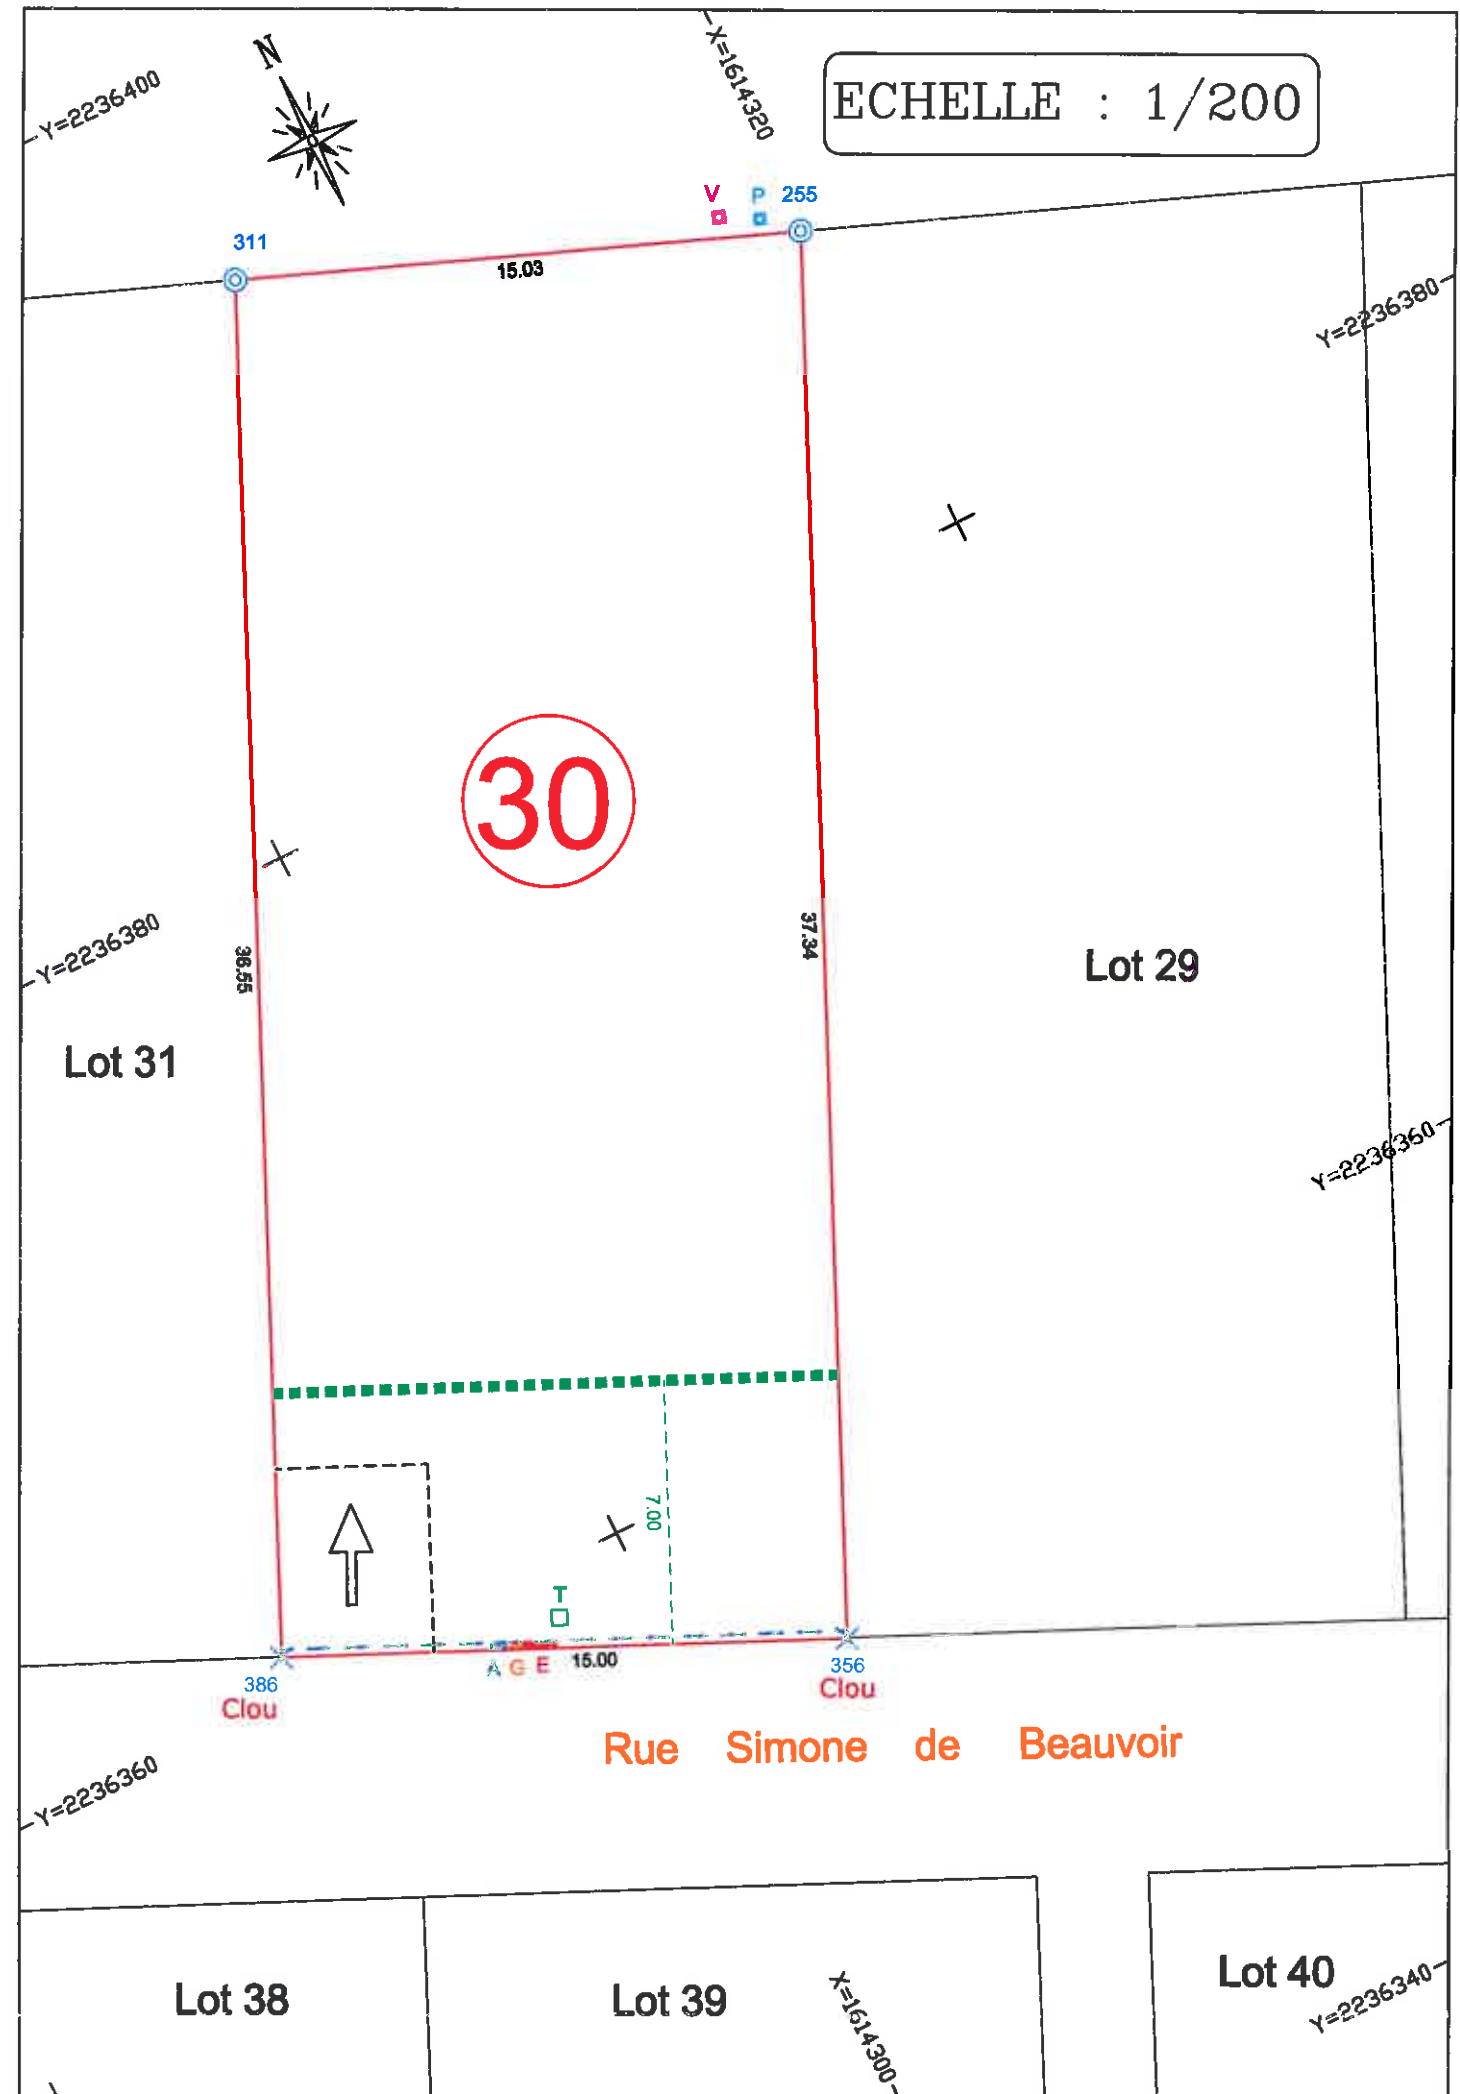 N
Y=2236400
X=1614320
ECHELLE : 1/200
V
P
255
311
15.03
Y=2236380
30
36.55
37.34
Y=2236380
Lot 29
Lot 31
Y=2236360
7.00
T
A G E
15.00
386
Clou
356
Clou
Rue Simone de Beauvoir
Y=2236360
Lot 38
Lot 39
Lot 40
X=1614300
Y=2236340